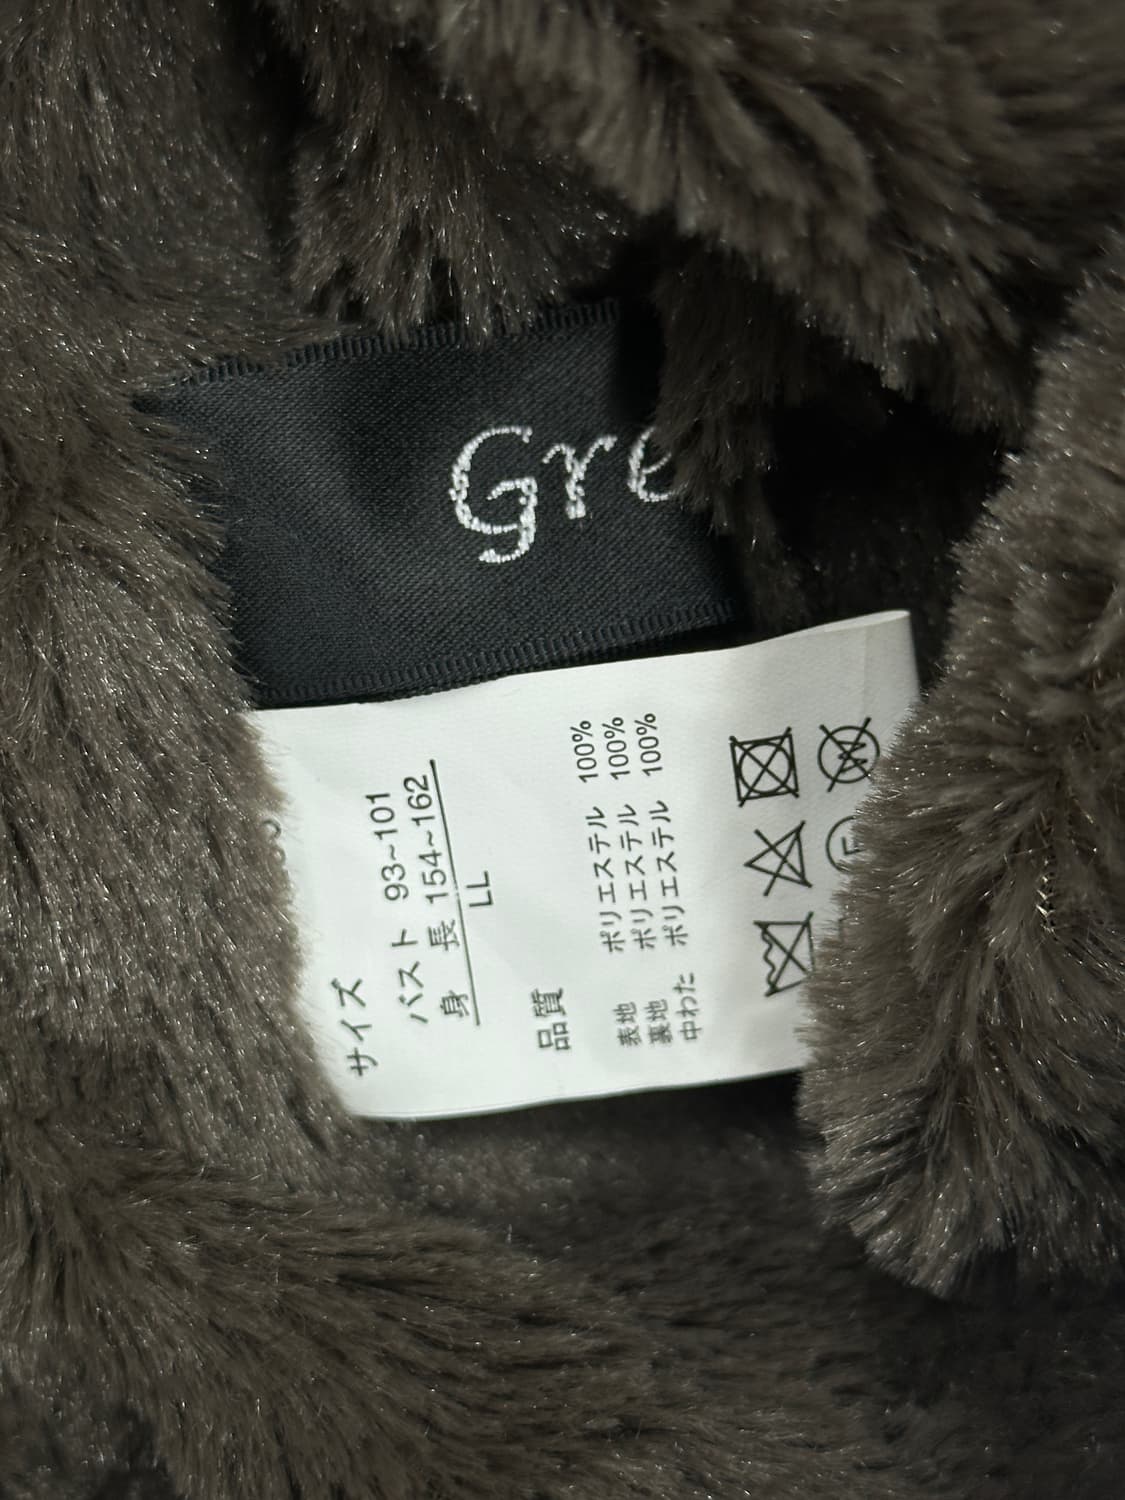 Gre
サイズ
バスト 93~101
身 長 154~162
LL
品質
表地 ポリエステル 100%
裏地 ポリエステル 100%
中わた ポリエステル 100%
W